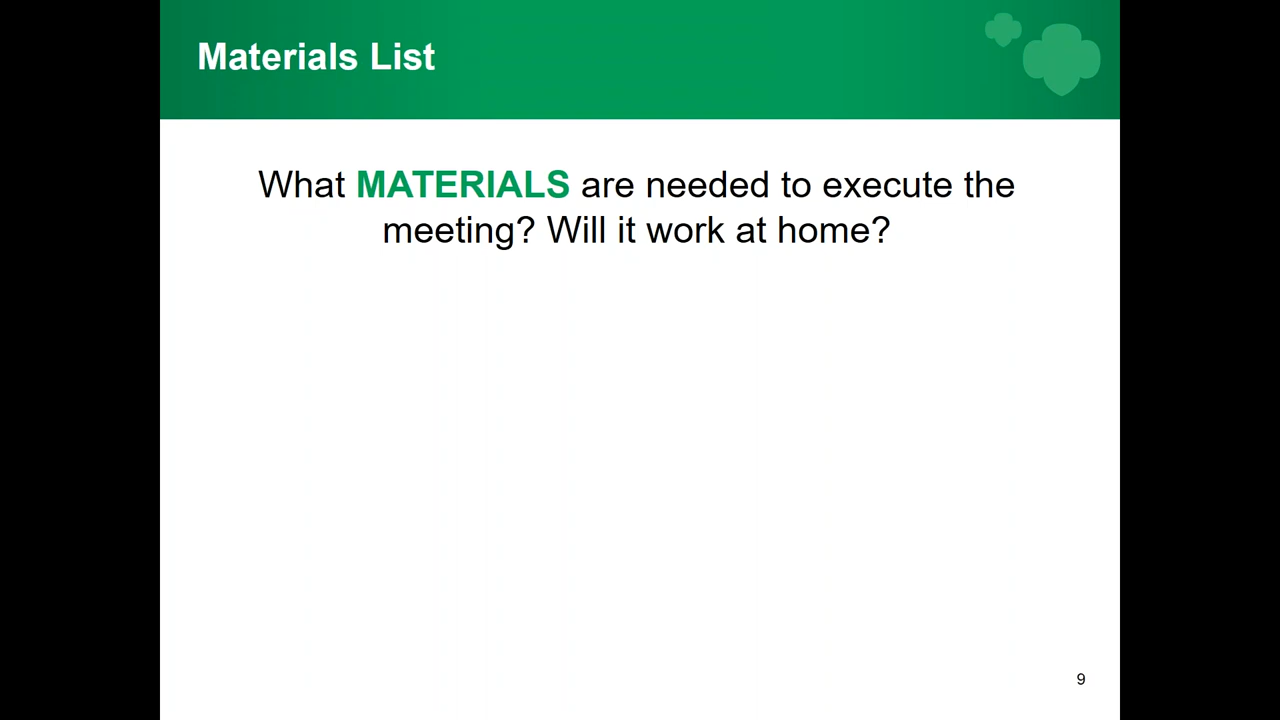 Materials List
What MATERIALS are needed to execute the
meeting? Will it work at home?
9